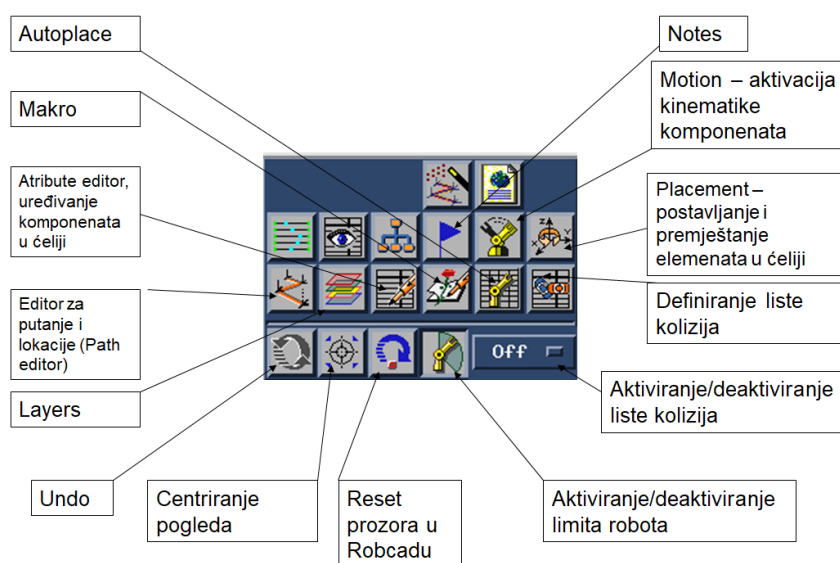 Autoplace
Notes
Makro
Motion – aktivacija
kinematike
komponenata
Atribute editor,
uređivanje
komponenata
u ćeliji
Placement –
postavljanje i
premještanje
elemenata u ćeliji
Editor za
putanje i
lokacije (Path
editor)
Definiranje liste
kolizija
Off
Layers
Aktiviranje/deaktiviranje
liste kolizija
Undo
Centriranje
pogleda
Reset
prozora u
Robcadu
Aktiviranje/deaktiviranje
limita robota
Z
X
Y